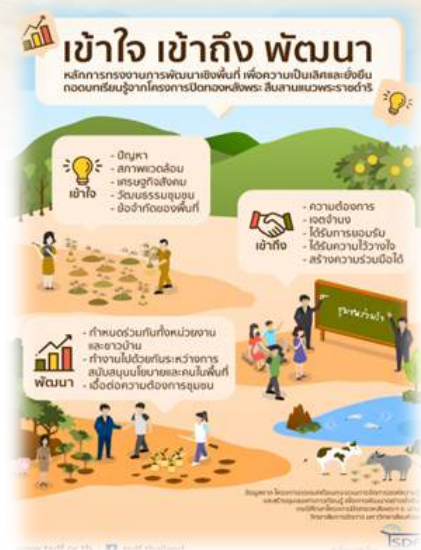 เข้าใจ เข้าถึง พัฒนา
หลักการทรงงานการพัฒนาเชิงพื้นที่ เพื่อความเป็นเลิศและยั่งยืน
ถอดบทเรียนรู้จากโครงการปิดทองหลังพระ สืบสานแนวพระราชดำริ
เข้าใจ
- ปัญหา
- สภาพแวดล้อม
- เศรษฐกิจสังคม
- วัฒนธรรมชุมชน
- ข้อจำกัดของพื้นที่
เข้าถึง
- ความต้องการ
- เจตจำนง
- ได้รับการยอมรับ
- ได้รับความไว้วางใจ
- สร้างความร่วมมือได้
พัฒนา
- กำหนดร่วมกันทั้งหน่วยงาน
และชาวบ้าน
- ทำงานไปด้วยกันระหว่างการ
สนับสนุนนโยบายและคนในพื้นที่
- เอื้อต่อความต้องการชุมชน